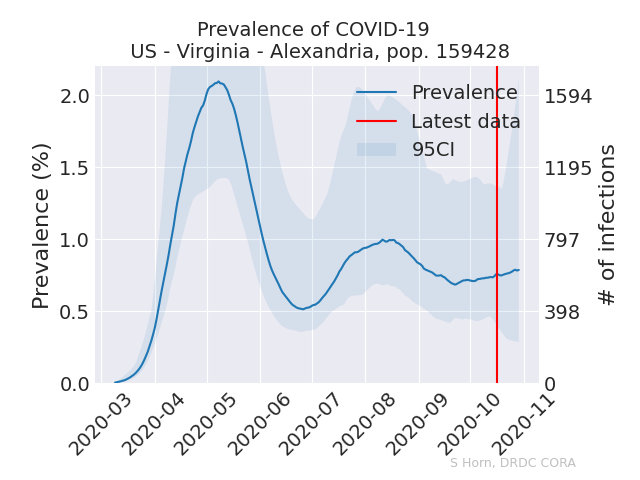 Prevalence of COVID-19
US - Virginia - Alexandria, pop. 159428
Prevalence (%)
2.0
1.5
1.0
0.5
0.0
Prevalence
Latest data
95CI
1594
1195
797
398
0
# of infections
2020-03
2020-04
2020-05
2020-06
2020-07
2020-08
2020-09
2020-10
2020-11
S Horn, DRDC CORA